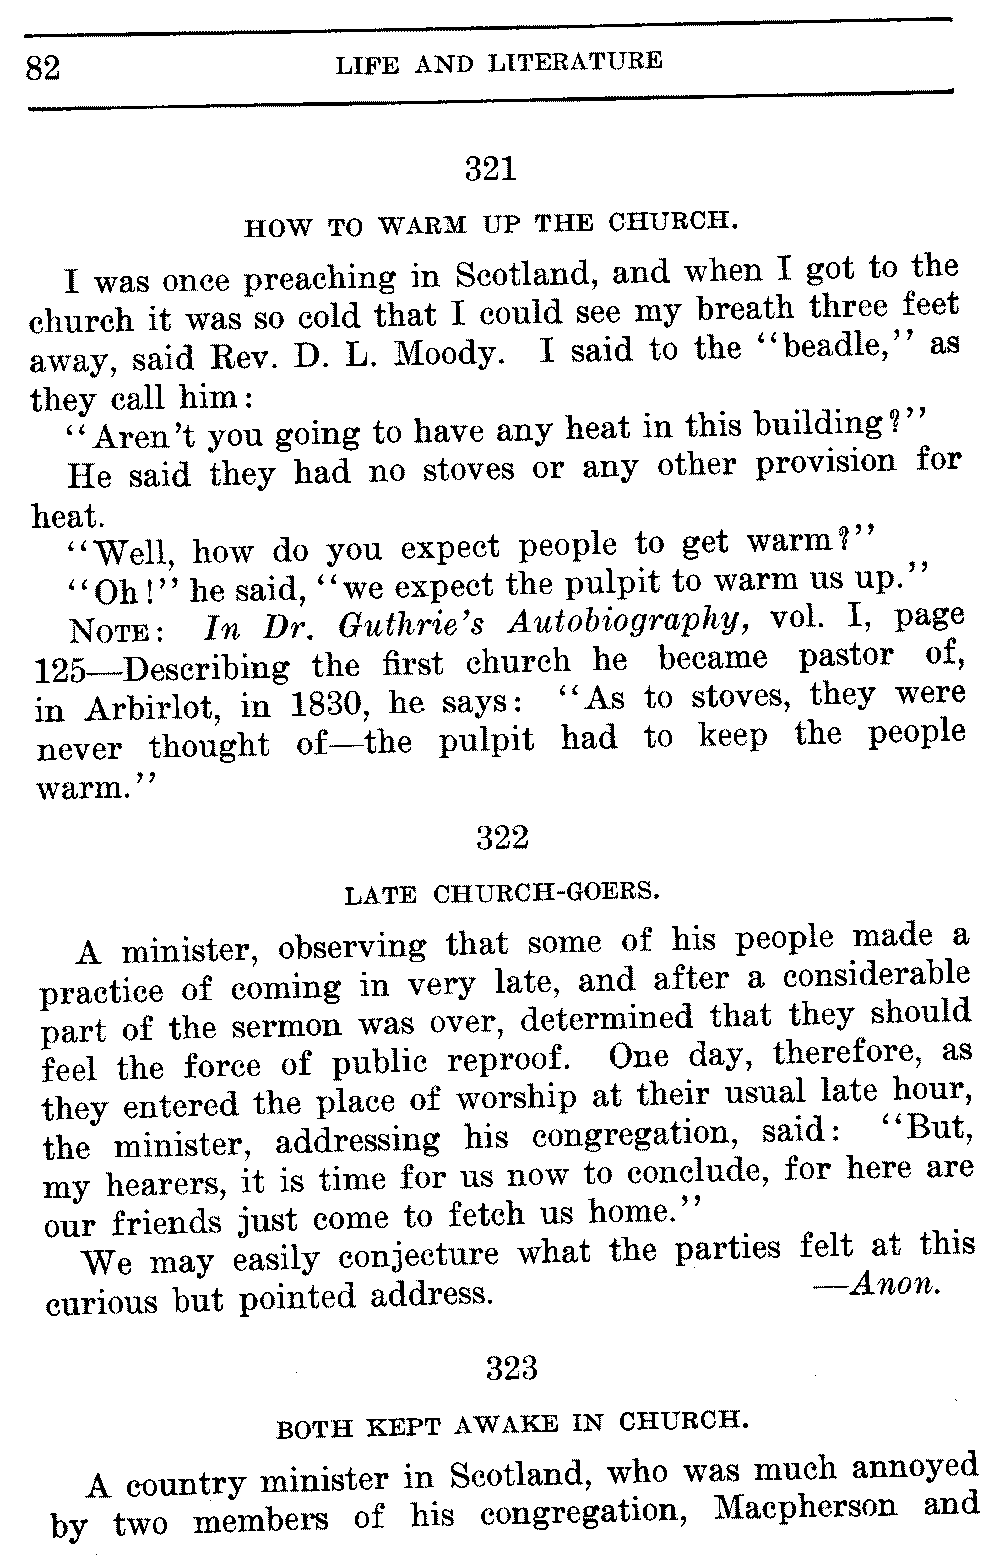 82 LIFE AND LITERATURE
321
HOW TO WARM UP THE CHURCH.
I was once preaching in Scotland, and when I got to the
church it was so cold that I could see my breath three feet
away, said Rev. D. L. Moody. I said to the "beadle," as
they call him:
"Aren't you going to have any heat in this building?"
He said they had no stoves or any other provision for
heat.
"Well, how do you expect people to get warm?"
"Oh!" he said, "we expect the pulpit to warm us up."
NOTE: In Dr. Guthrie's Autobiography, vol. I, page
125—Describing the first church he became pastor of,
in Arbirlot, in 1830, he says: "As to stoves, they were
never thought of—the pulpit had to keep the people
warm."
322
LATE CHURCH-GOERS.
A minister, observing that some of his people made a
practice of coming in very late, and after a considerable
part of the sermon was over, determined that they should
feel the force of public reproof. One day, therefore, as
they entered the place of worship at their usual late hour,
the minister, addressing his congregation, said: "But,
my hearers, it is time for us now to conclude, for here are
our friends just come to fetch us home."
We may easily conjecture what the parties felt at this
curious but pointed address. —Anon.
323
BOTH KEPT AWAKE IN CHURCH.
A country minister in Scotland, who was much annoyed
by two members of his congregation, Macpherson and